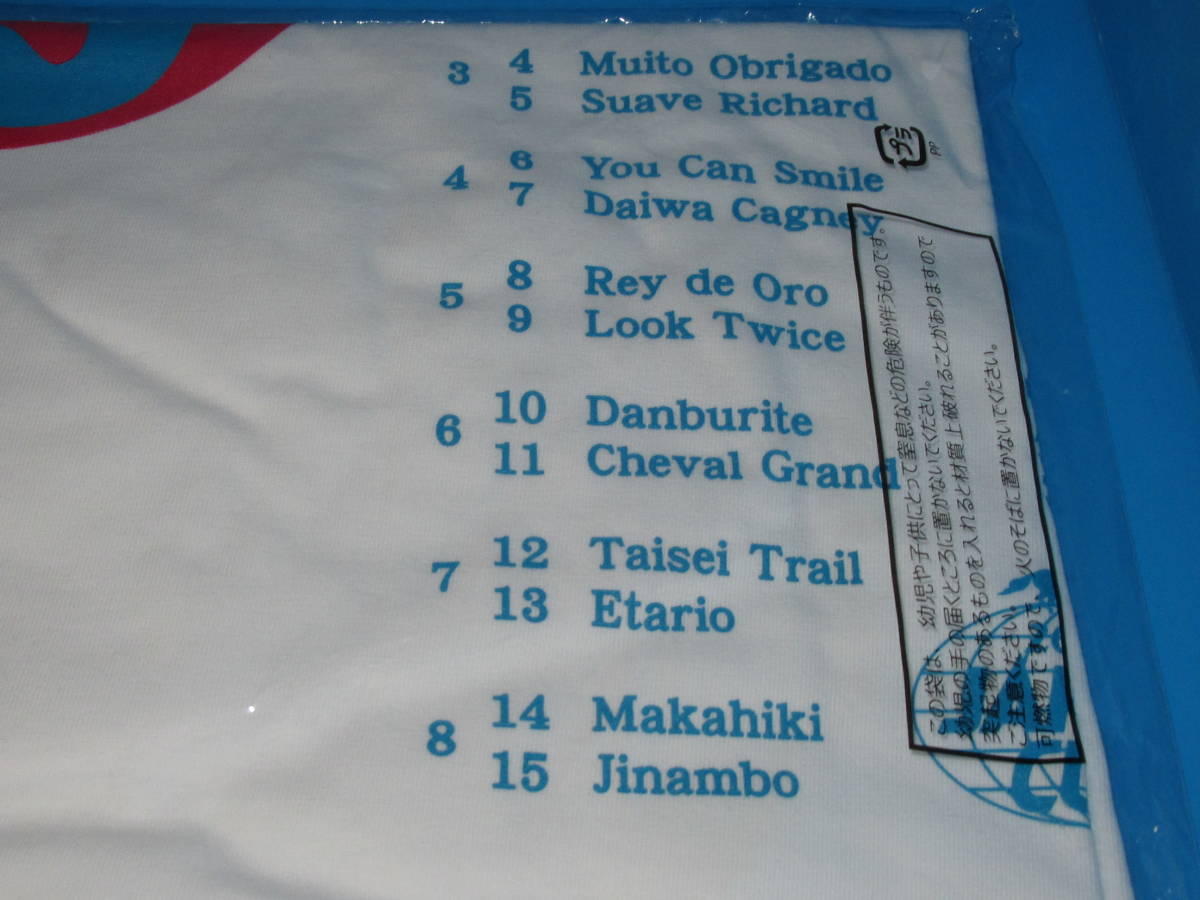 3 4 Muito Obrigado
5 Suave Richard
4 6 You Can Smile
7 Daiwa Cagney
5 8 Rey de Oro
9 Look Twice
6 10 Danburite
11 Cheval Grand
7 12 Taisei Trail
13 Etario
8 14 Makahiki
15 Jinambo
プラ
PP
この袋は、幼児や子供にとって窒息などの危険が伴うものです。
幼児の手の届くところに置かないでください。
突起物のあるものを入れると材質上破れることがありますので
ご注意ください。
可燃物ですので、火のそばに置かないでください。